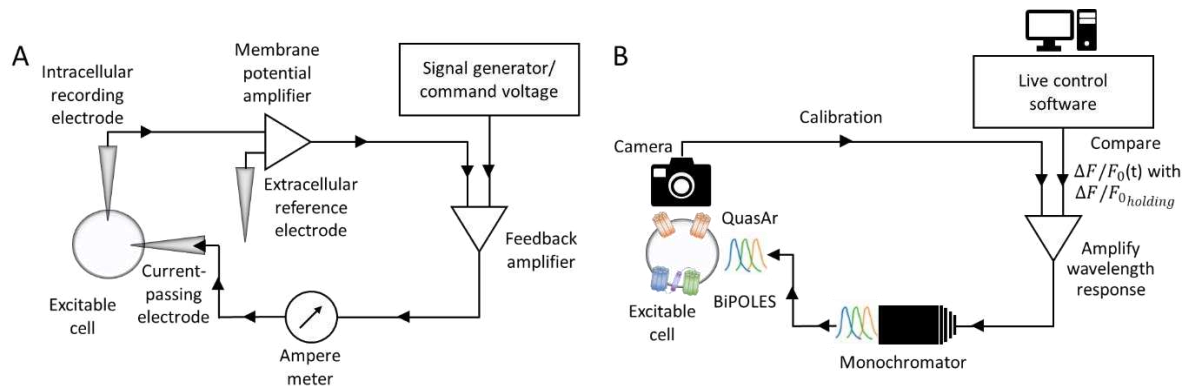 A
Intracellular
recording
electrode
Membrane
potential
amplifier
Signal generator/
command voltage
Extracellular
reference
electrode
Feedback
amplifier
Current-
passing
electrode
Excitable
cell
Ampere
meter
B
Live control
software
Calibration
Camera
Compare
ΔF/F₀(t) with
ΔF/F₀ₕₒₗdᵢₙg
QuasAr
BiPOLES
Excitable
cell
Amplify
wavelength
response
Monochromator